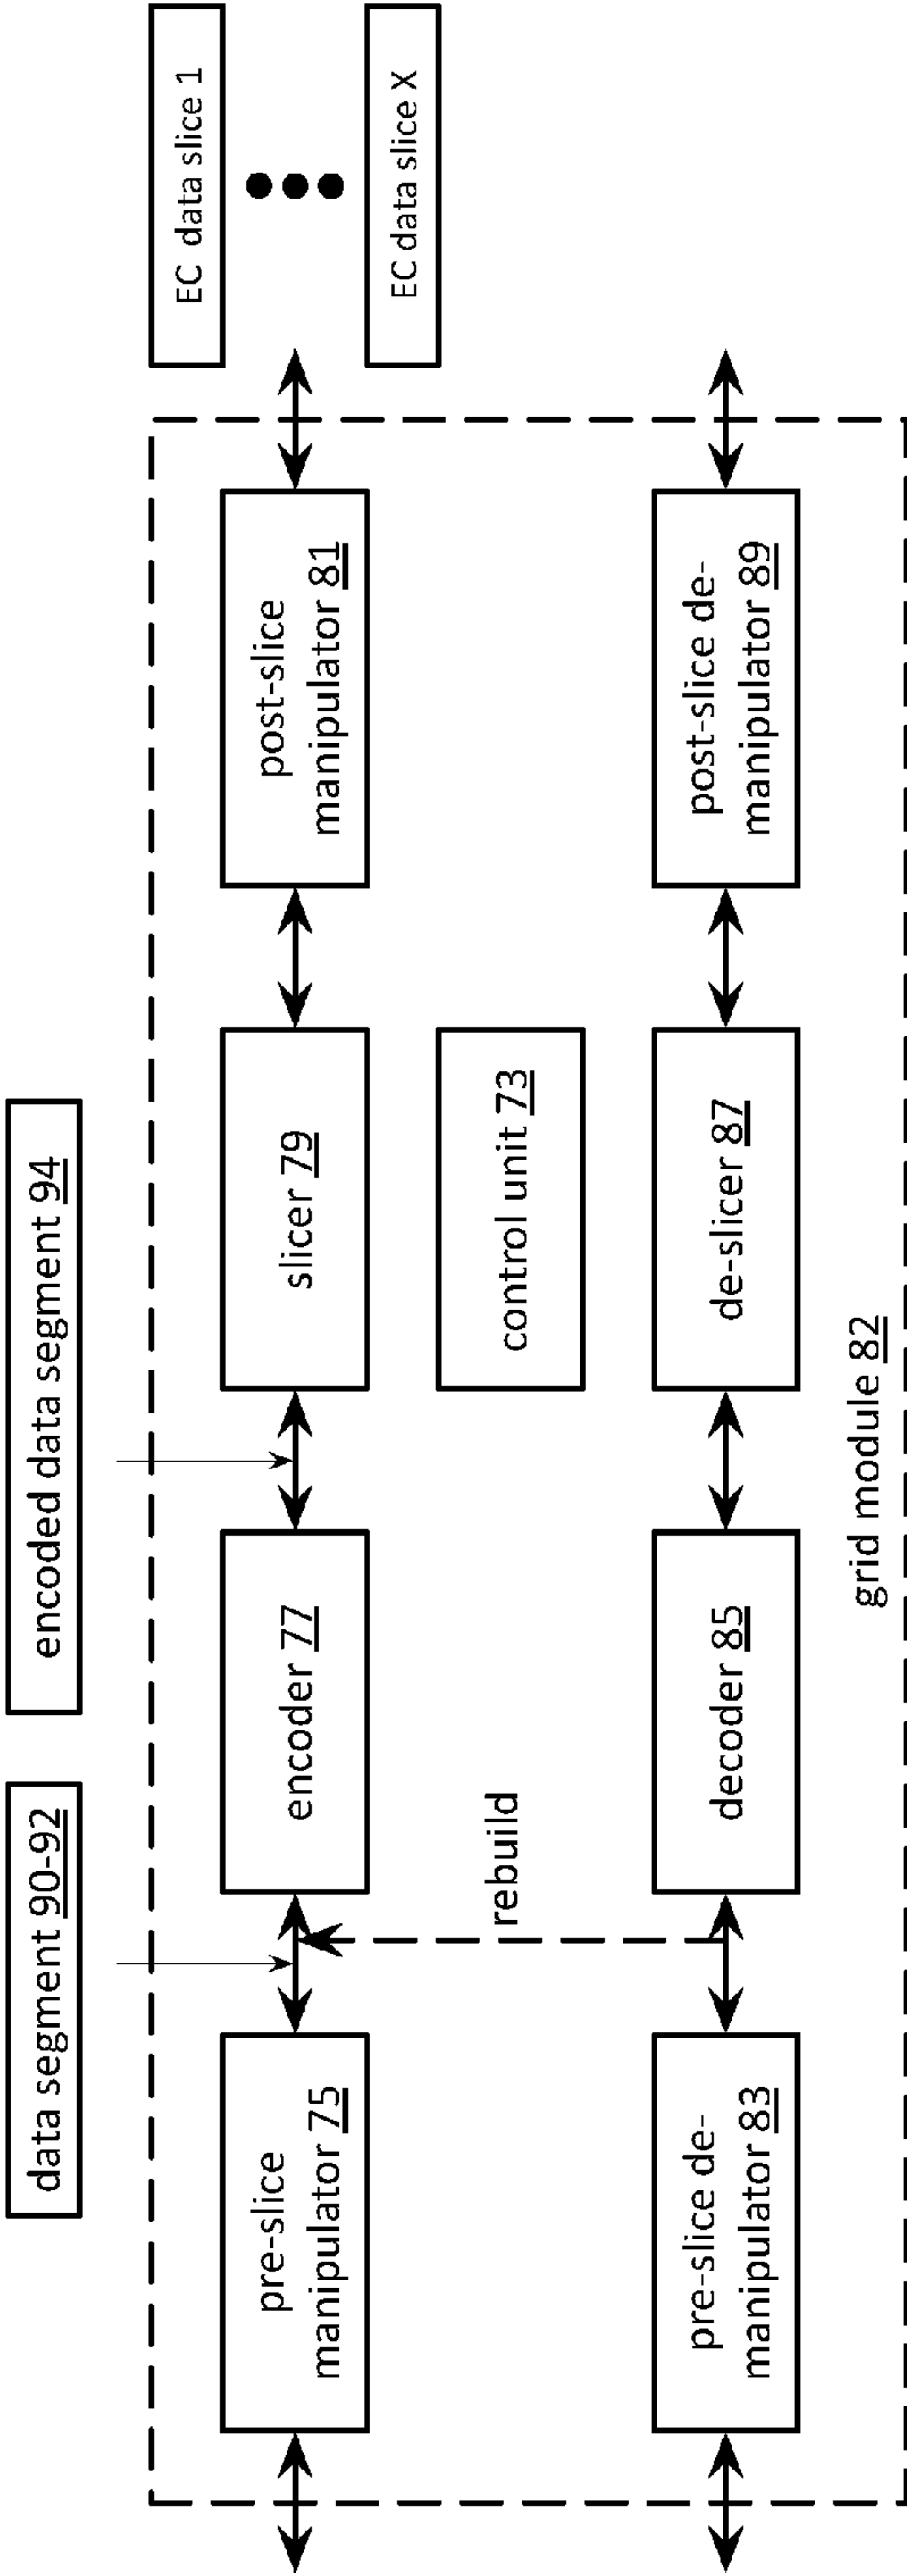 data segment 90-92
encoded data segment 94
EC data slice 1
EC data slice X
pre-slice
manipulator 75
encoder 77
slicer 79
post-slice
manipulator 81
rebuild
control unit 73
pre-slice de-
manipulator 83
decoder 85
de-slicer 87
post-slice de-
manipulator 89
grid module 82